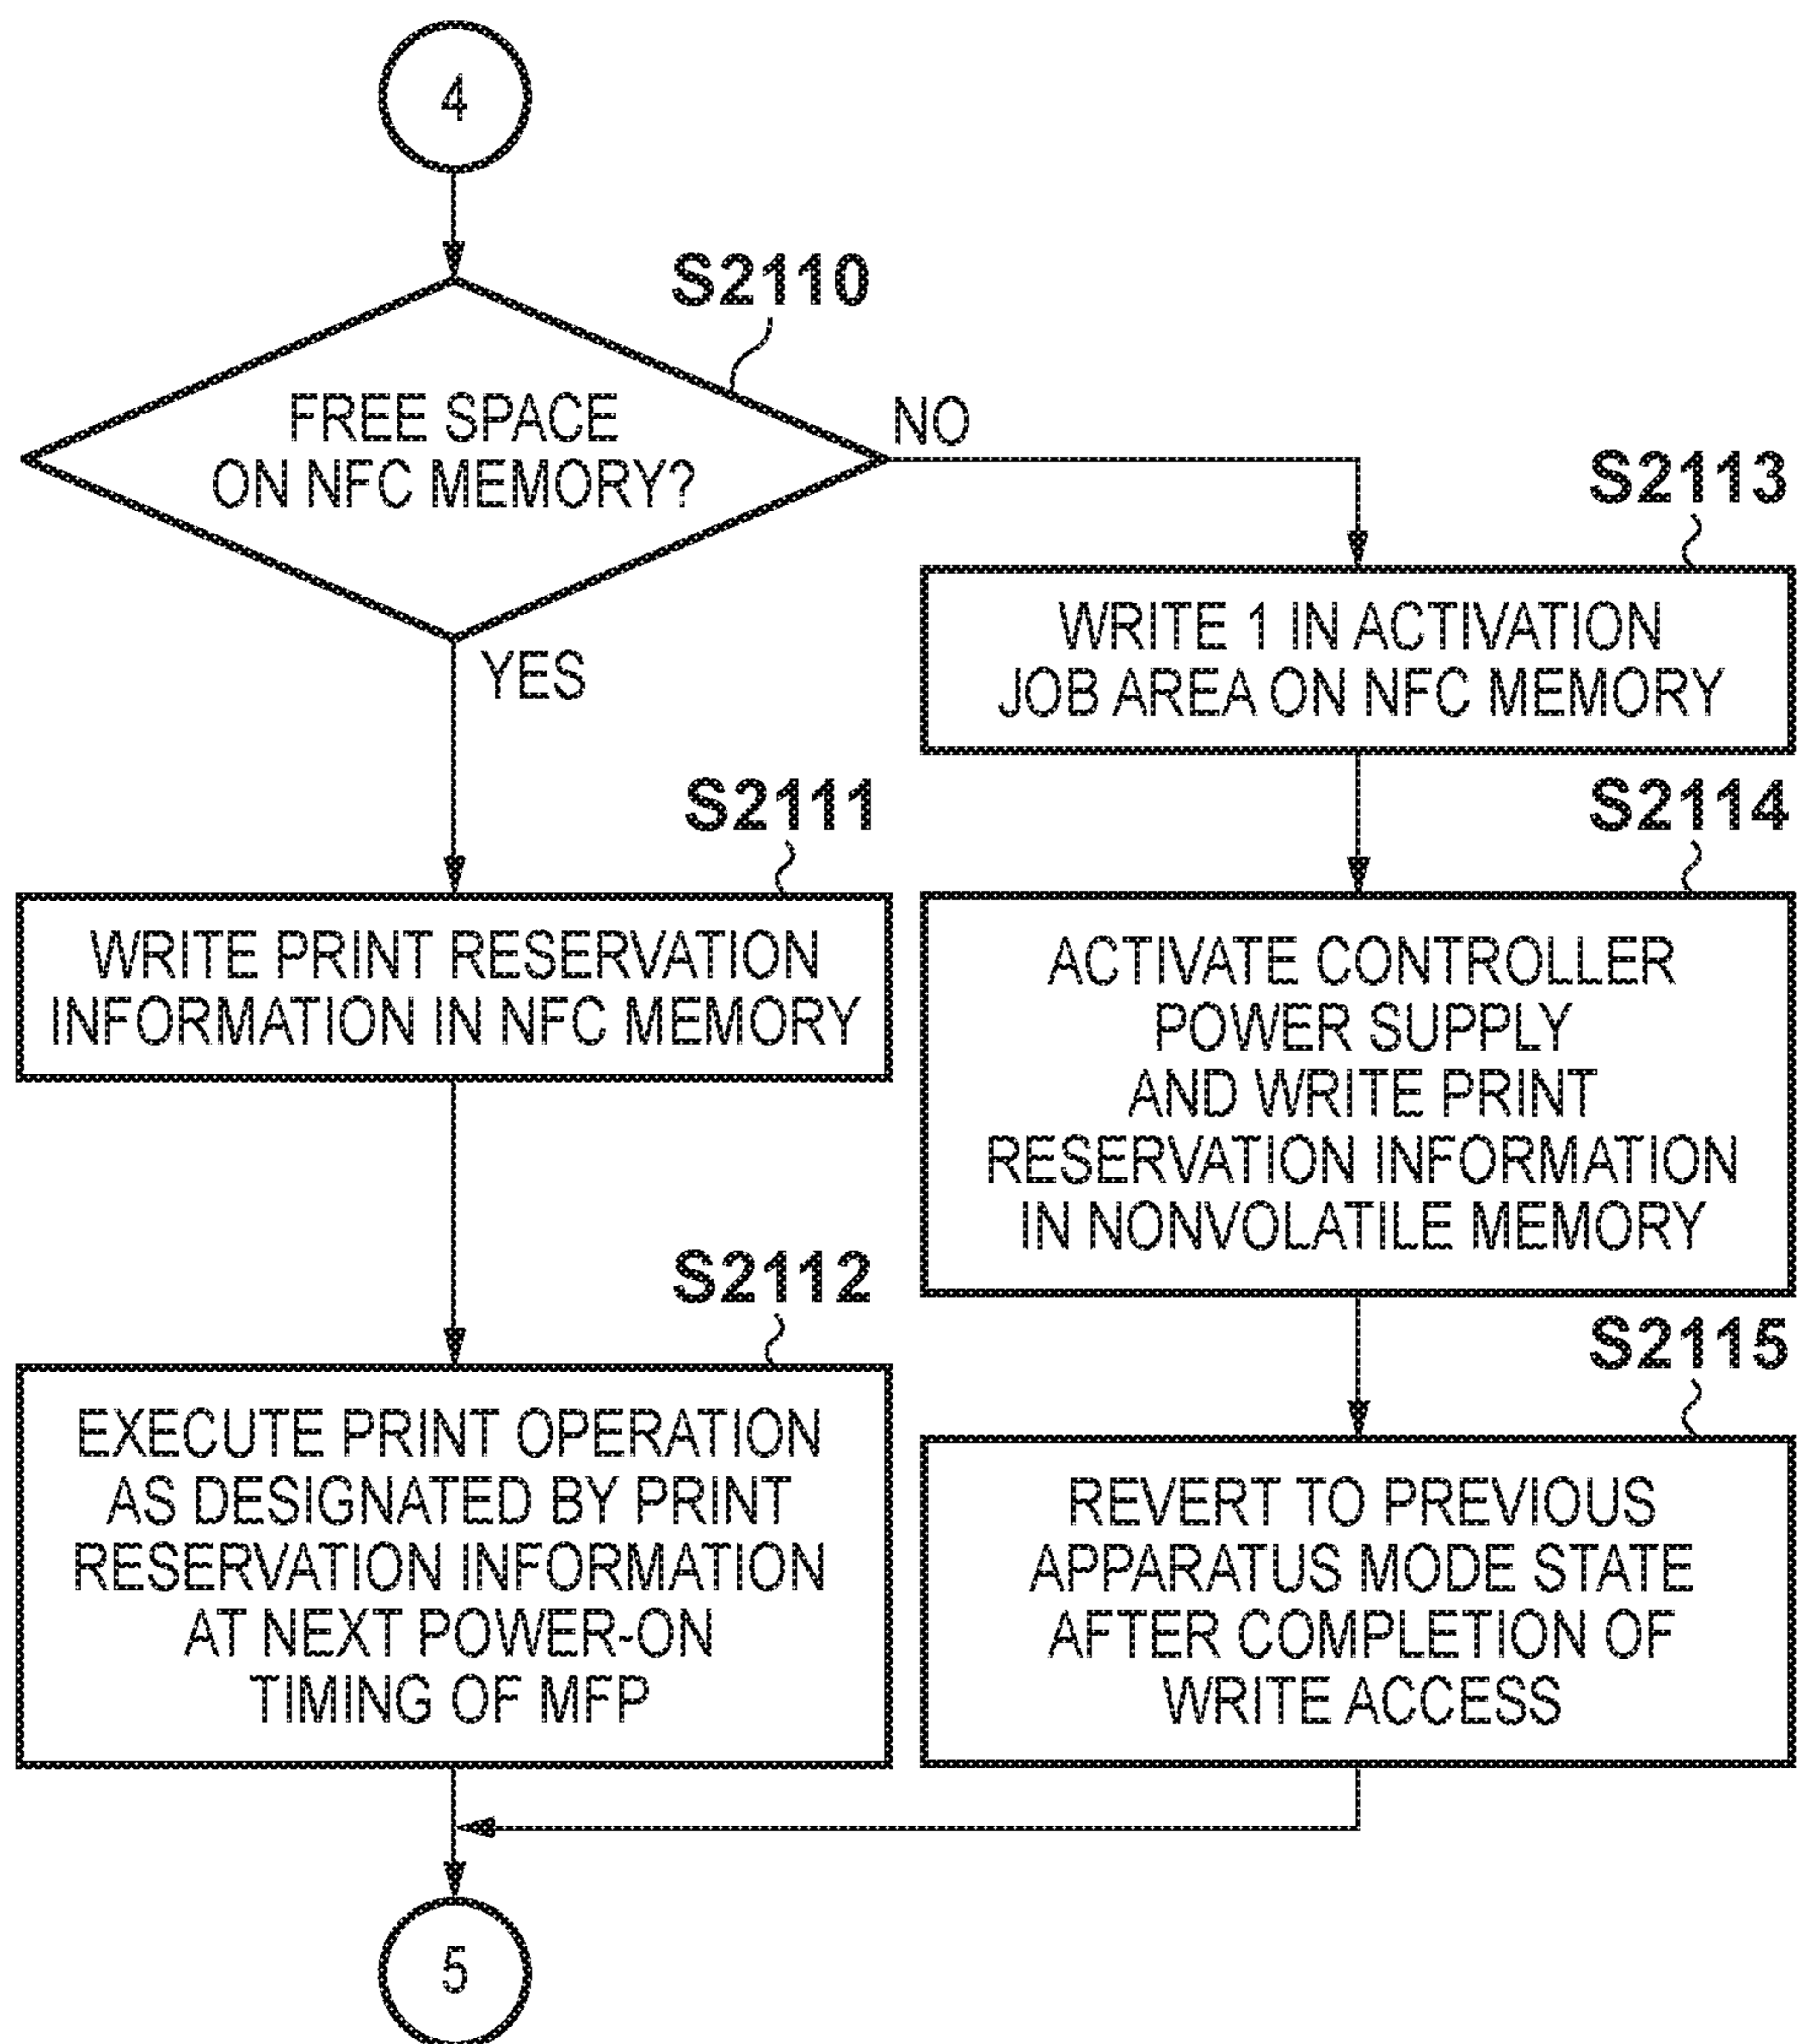 4
S2110
FREE SPACE
ON NFC MEMORY?
NO
YES
S2113
WRITE 1 IN ACTIVATION
JOB AREA ON NFC MEMORY
S2111
WRITE PRINT RESERVATION
INFORMATION IN NFC MEMORY
S2114
ACTIVATE CONTROLLER
POWER SUPPLY
AND WRITE PRINT
RESERVATION INFORMATION
IN NONVOLATILE MEMORY
S2112
EXECUTE PRINT OPERATION
AS DESIGNATED BY PRINT
RESERVATION INFORMATION
AT NEXT POWER-ON
TIMING OF MFP
S2115
REVERT TO PREVIOUS
APPARATUS MODE STATE
AFTER COMPLETION OF
WRITE ACCESS
5